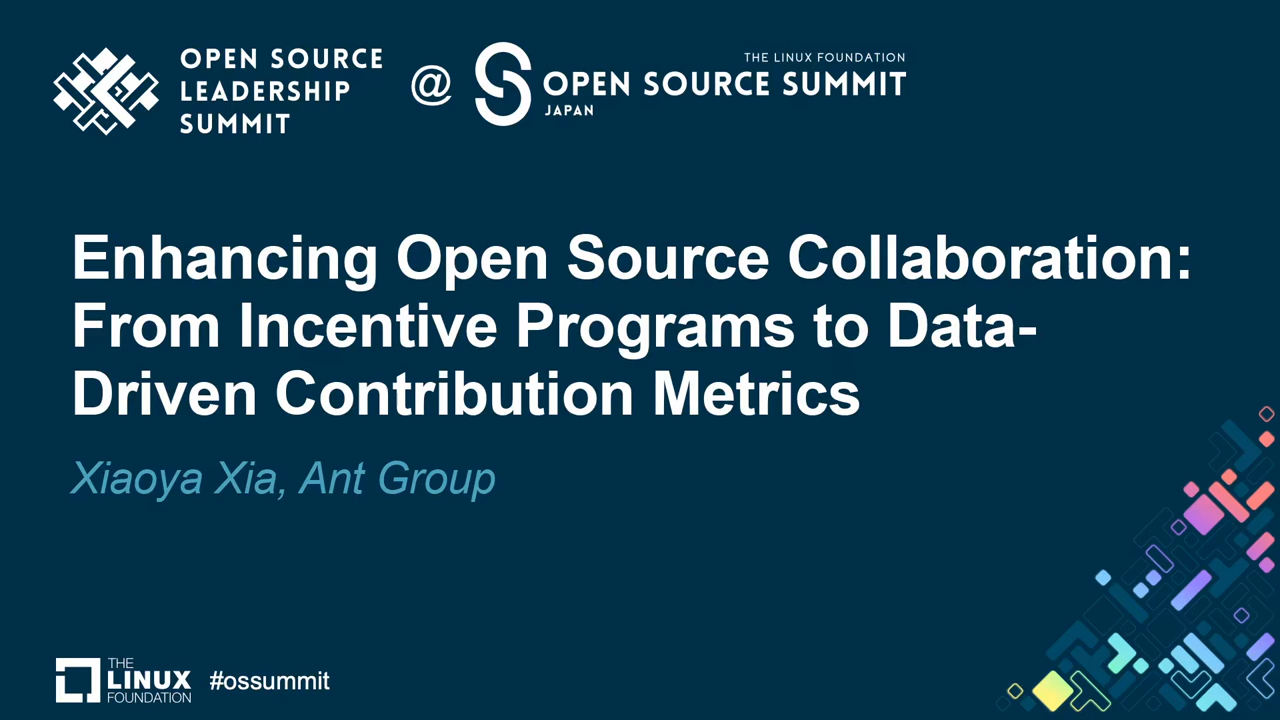 OPEN SOURCE
LEADERSHIP
SUMMIT
@
THE LINUX FOUNDATION
OPEN SOURCE SUMMIT
JAPAN
Enhancing Open Source Collaboration:
From Incentive Programs to Data-
Driven Contribution Metrics
Xiaoya Xia, Ant Group
THE
LINUX
FOUNDATION
#ossummit